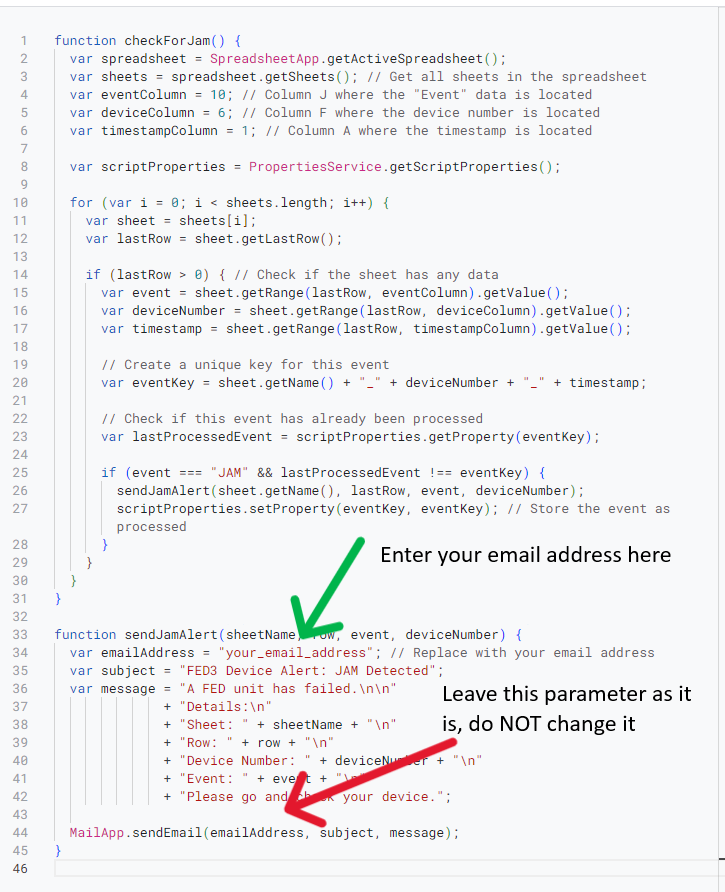 1 function checkForJam() {
2 var spreadsheet = SpreadsheetApp.getActiveSpreadsheet();
3 var sheets = spreadsheet.getSheets(); // Get all sheets in the spreadsheet
4 var eventColumn = 10; // Column J where the "Event" data is located
5 var deviceColumn = 6; // Column F where the device number is located
6 var timestampColumn = 1; // Column A where the timestamp is located
7
8 var scriptProperties = PropertiesService.getScriptProperties();
9
10 for (var i = 0; i < sheets.length; i++) {
11 var sheet = sheets[i];
12 var lastRow = sheet.getLastRow();
13
14 if (lastRow > 0) { // Check if the sheet has any data
15 var event = sheet.getRange(lastRow, eventColumn).getValue();
16 var deviceNumber = sheet.getRange(lastRow, deviceColumn).getValue();
17 var timestamp = sheet.getRange(lastRow, timestampColumn).getValue();
18
19 // Create a unique key for this event
20 var eventKey = sheet.getName() + "_" + deviceNumber + "_" + timestamp;
21
22 // Check if this event has already been processed
23 var lastProcessedEvent = scriptProperties.getProperty(eventKey);
24
25 if (event === "JAM" && lastProcessedEvent !== eventKey) {
26 sendJamAlert(sheet.getName(), lastRow, event, deviceNumber);
27 scriptProperties.setProperty(eventKey, eventKey); // Store the event as
processed
28 }
Enter your email address here
29 }
30 }
31 }
32
33 function sendJamAlert(sheetName, row, event, deviceNumber) {
34 var emailAddress = "your_email_address"; // Replace with your email address
35 var subject = "FED3 Device Alert: JAM Detected";
36 var message = "A FED unit has failed.\n\n"
Leave this parameter as it
is, do NOT change it
37 + "Details:\n"
38 + "Sheet: " + sheetName + "\n"
39 + "Row: " + row + "\n"
40 + "Device Number: " + deviceNumber + "\n"
41 + "Event: " + event + "\n"
42 + "Please go and check your device.";
43
44 MailApp.sendEmail(emailAddress, subject, message);
45 }
46